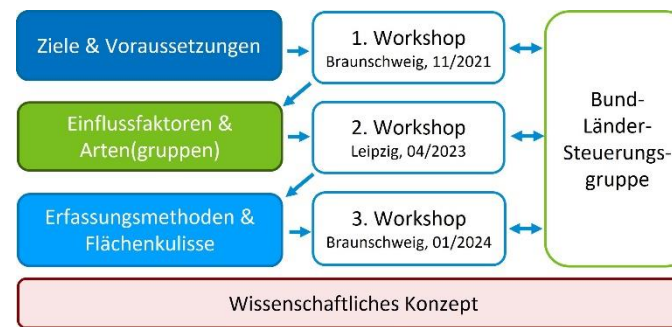 Ziele & Voraussetzungen
1. Workshop
Braunschweig, 11/2021
Einflussfaktoren &
Arten(gruppen)
2. Workshop
Leipzig, 04/2023
Erfassungsmethoden &
Flächenkulisse
3. Workshop
Braunschweig, 01/2024
Bund-
Länder-
Steuerungs-
gruppe
Wissenschaftliches Konzept